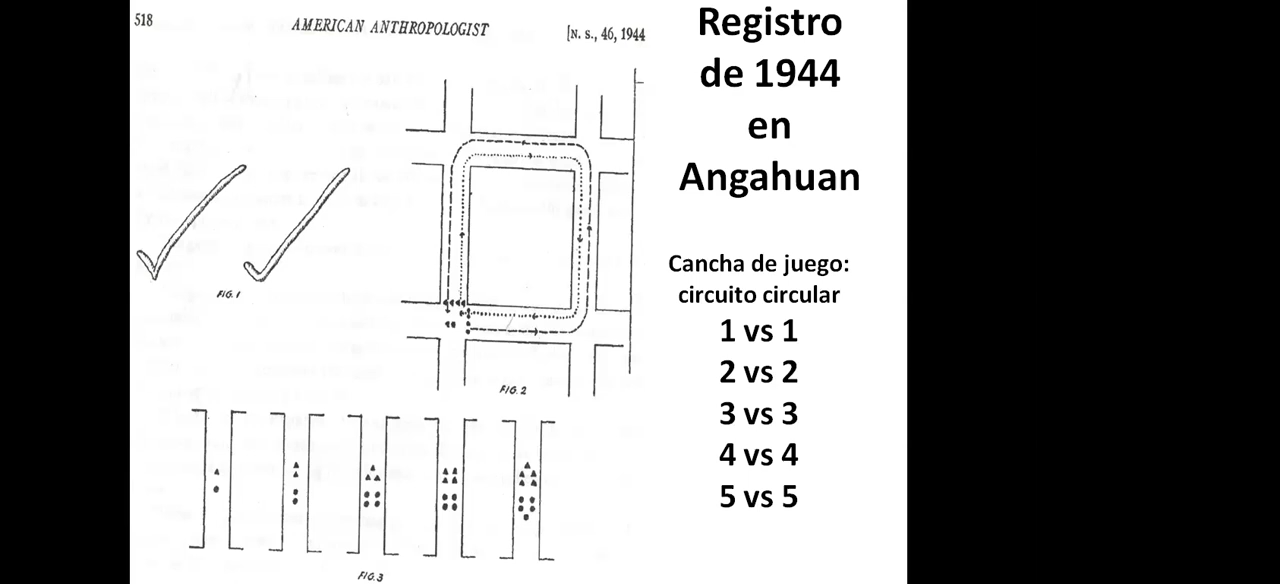 518
AMERICAN ANTHROPOLOGIST
[N. S., 46, 1944
FIG. 1
FIG. 2
FIG. 3
Registro
de 1944
en
Angahuan
Cancha de juego:
circuito circular
1 vs 1
2 vs 2
3 vs 3
4 vs 4
5 vs 5